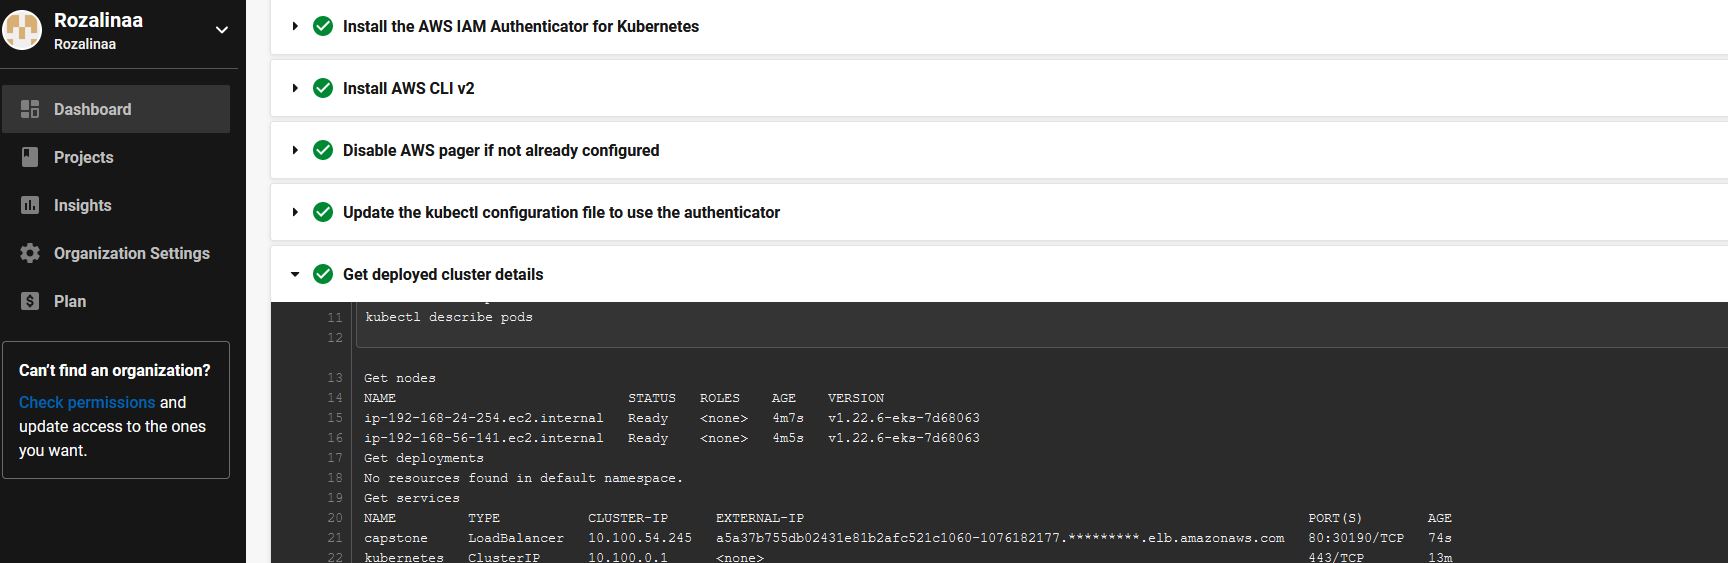 Rozalinaa
Rozalinaa
Dashboard
Projects
Insights
Organization Settings
Plan
Can't find an organization?
Check permissions and
update access to the ones
you want.
Install the AWS IAM Authenticator for Kubernetes
Install AWS CLI v2
Disable AWS pager if not already configured
Update the kubectl configuration file to use the authenticator
Get deployed cluster details
11 kubectl describe pods
12
13 Get nodes
14 NAME STATUS ROLES AGE VERSION
15 ip-192-168-24-254.ec2.internal Ready <none> 4m7s v1.22.6-eks-7d68063
16 ip-192-168-56-141.ec2.internal Ready <none> 4m5s v1.22.6-eks-7d68063
17 Get deployments
18 No resources found in default namespace.
19 Get services
20 NAME TYPE CLUSTER-IP EXTERNAL-IP PORT(S) AGE
21 capstone LoadBalancer 10.100.54.245 a5a37b755db02431e81b2afc521c1060-1076182177.*********.elb.amazonaws.com 80:30190/TCP 74s
22 kubernetes ClusterIP 10.100.0.1 <none> 443/TCP 13m